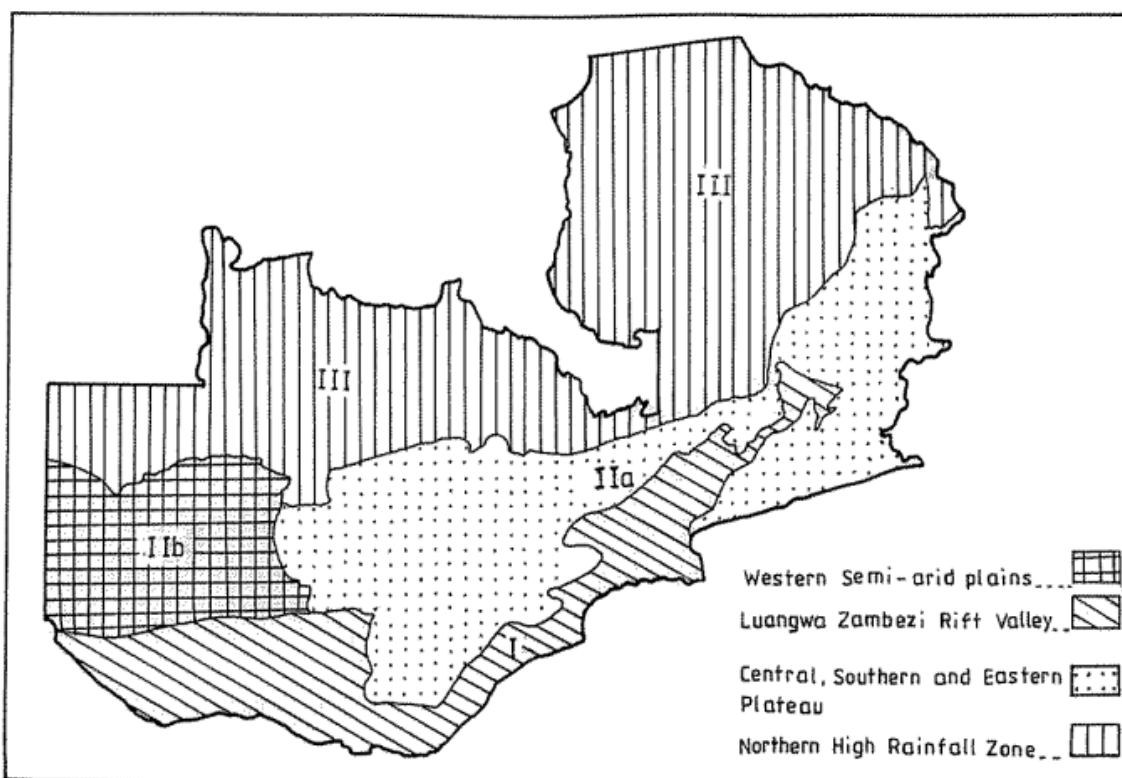 III
III
IIa
IIb
I
Western Semi-arid plains
Luangwa Zambezi Rift Valley
Central, Southern and Eastern
Plateau
Northern High Rainfall Zone